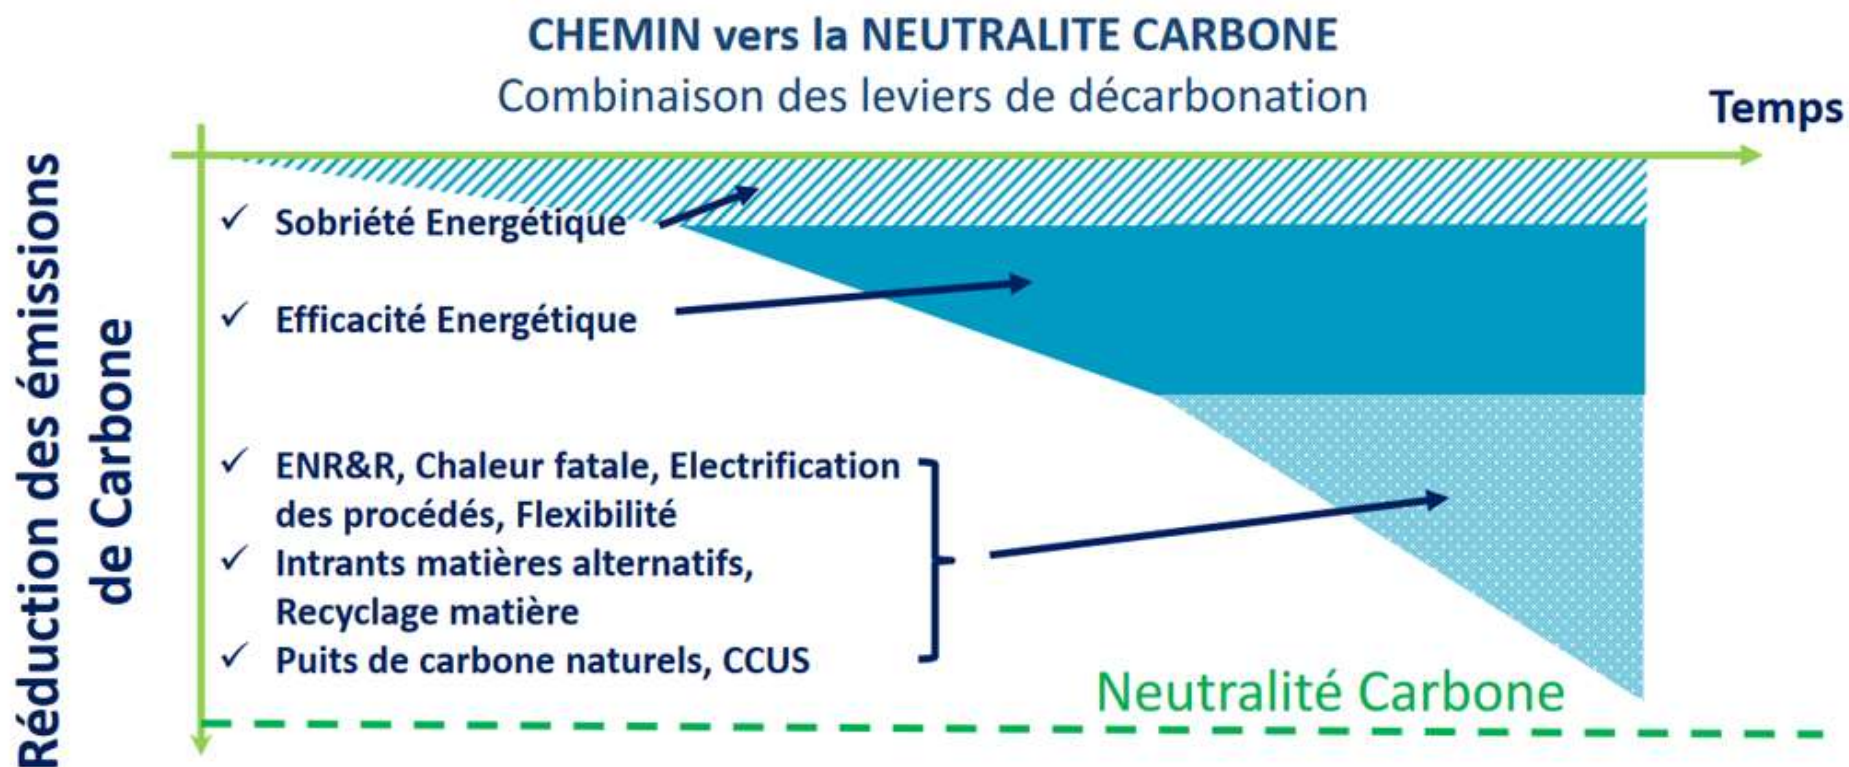 CHEMIN vers la NEUTRALITE CARBONE
Combinaison des leviers de décarbonation
Temps
Réduction des émissions
de Carbone
✓ Sobriété Energétique
✓ Efficacité Energétique
✓ ENR&R, Chaleur fatale, Electrification
des procédés, Flexibilité
✓ Intrants matières alternatifs,
Recyclage matière
✓ Puits de carbone naturels, CCUS
Neutralité Carbone